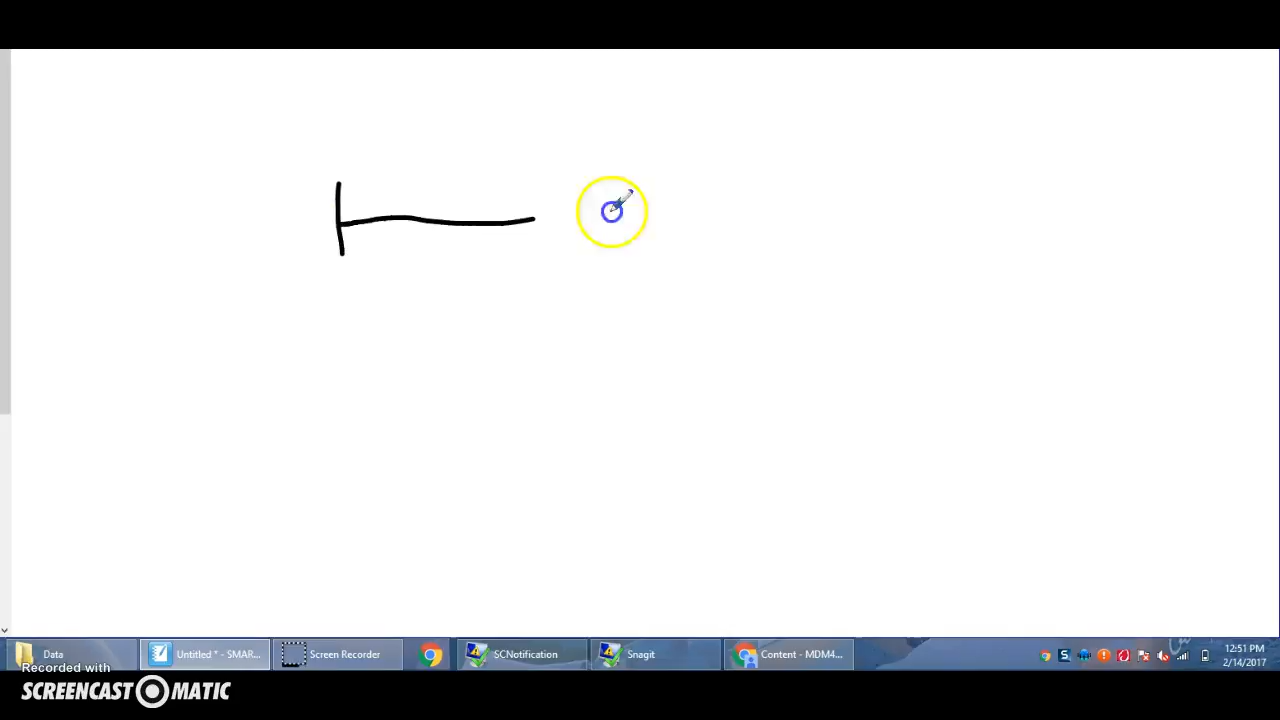 Data
Untitled * - SMAR...
Screen Recorder
SCNotification
Snagit
Content - MDM4...
12:51 PM
2/14/2017
Recorded with
SCREENCAST MATIC